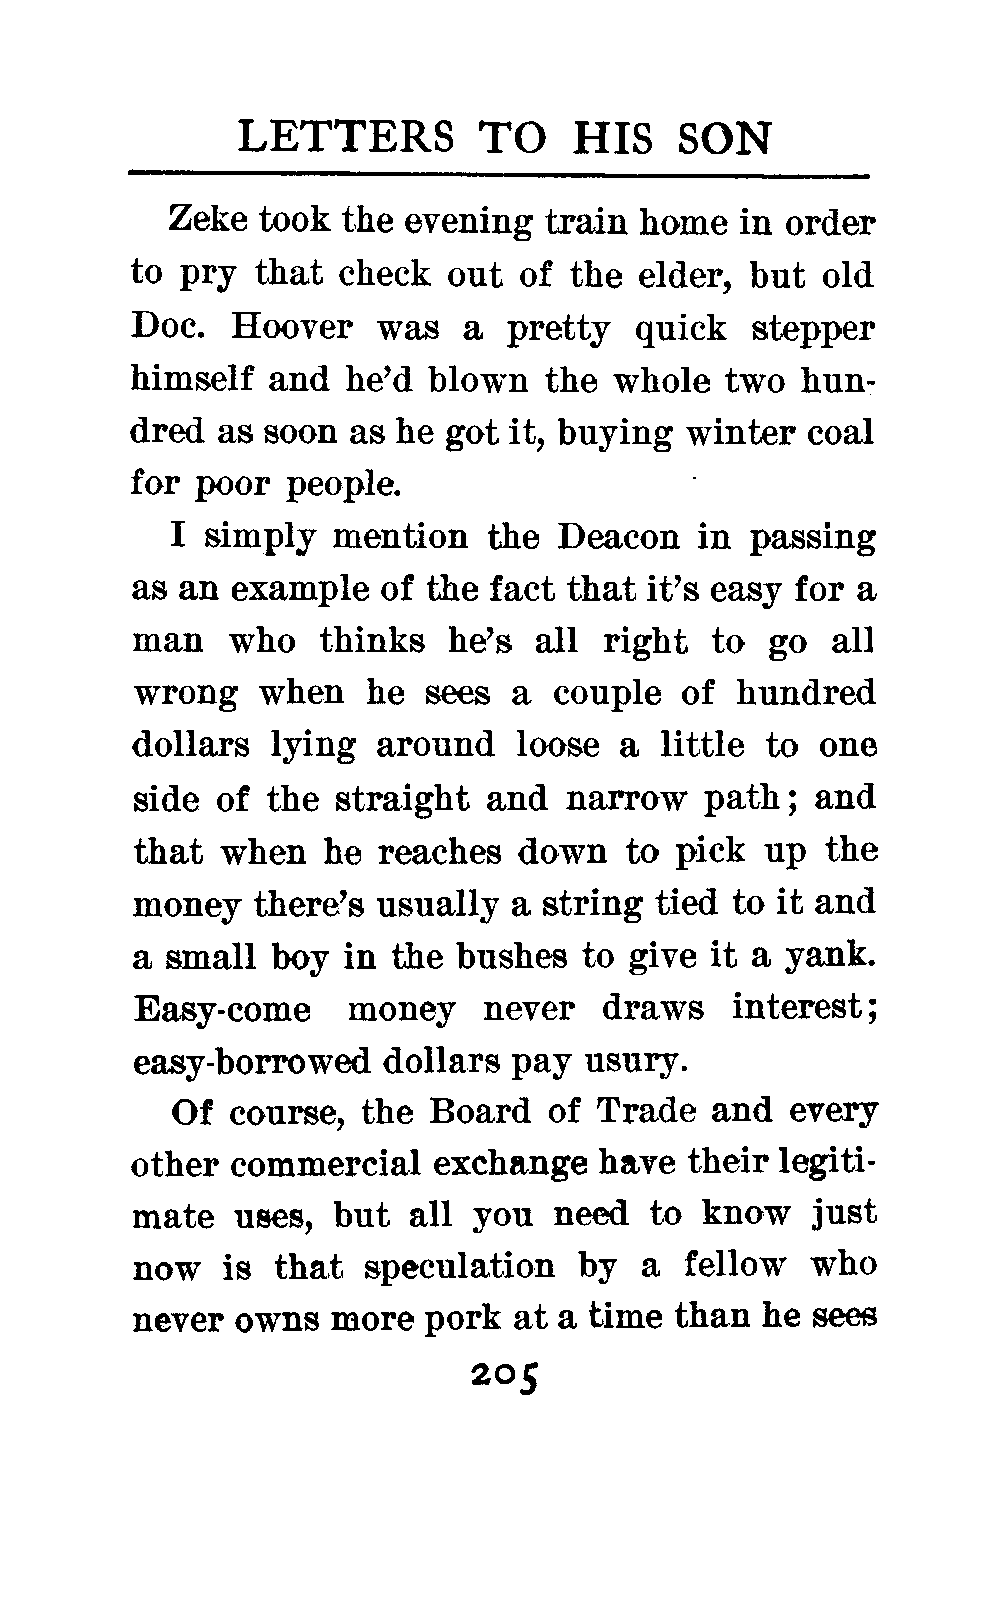 LETTERS TO HIS SON
Zeke took the evening train home in order
to pry that check out of the elder, but old
Doc. Hoover was a pretty quick stepper
himself and he'd blown the whole two hun-
dred as soon as he got it, buying winter coal
for poor people.
I simply mention the Deacon in passing
as an example of the fact that it's easy for a
man who thinks he's all right to go all
wrong when he sees a couple of hundred
dollars lying around loose a little to one
side of the straight and narrow path; and
that when he reaches down to pick up the
money there's usually a string tied to it and
a small boy in the bushes to give it a yank.
Easy-come money never draws interest;
easy-borrowed dollars pay usury.
Of course, the Board of Trade and every
other commercial exchange have their legiti-
mate uses, but all you need to know just
now is that speculation by a fellow who
never owns more pork at a time than he sees
205